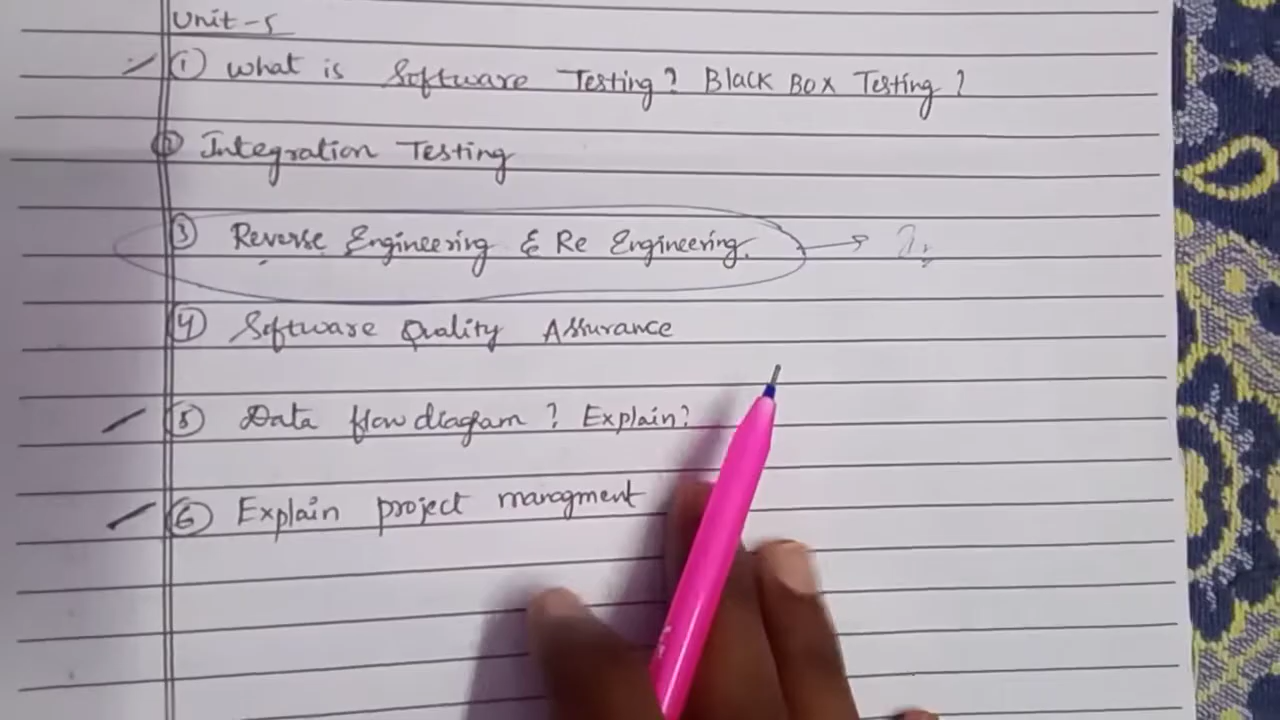 Unit-5
① What is Software Testing? Black Box Testing?
② Integration Testing
③ Reverse Engineering & Re Engineering.
④ Software Quality Assurance
⑤ Data flow diagram? Explain?
⑥ Explain project managment